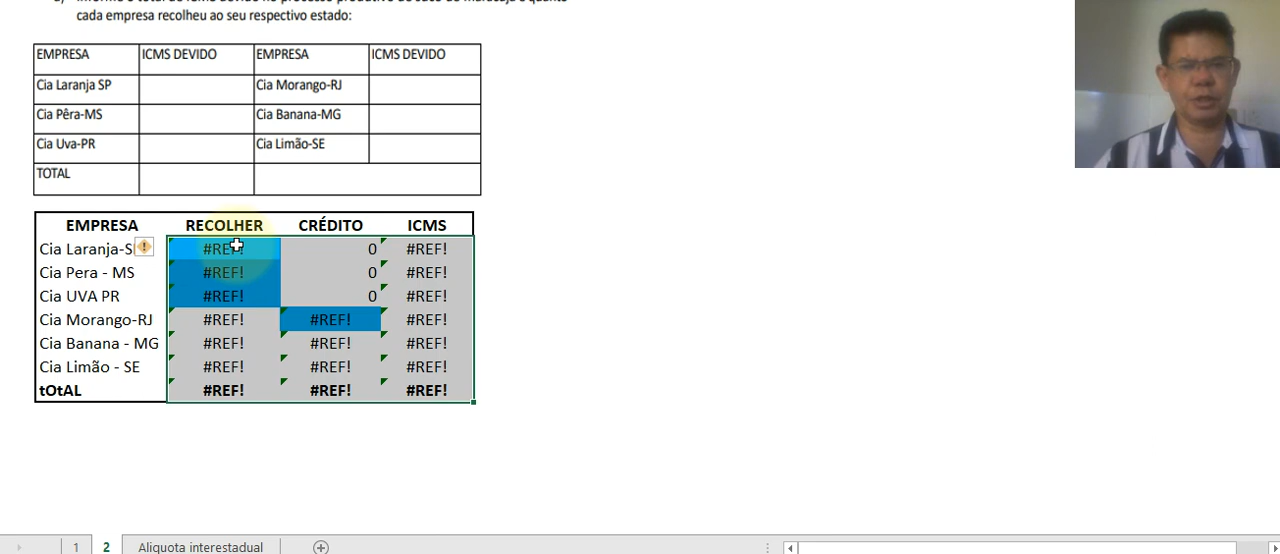 cada empresa recolheu ao seu respectivo estado:
EMPRESA ICMS DEVIDO EMPRESA ICMS DEVIDO
Cia Laranja SP Cia Morango-RJ
Cia Pêra-MS Cia Banana-MG
Cia Uva-PR Cia Limão-SE
TOTAL
EMPRESA RECOLHER CRÉDITO ICMS
Cia Laranja-S #REF! 0 #REF!
Cia Pera - MS #REF! 0 #REF!
Cia UVA PR #REF! 0 #REF!
Cia Morango-RJ #REF! #REF! #REF!
Cia Banana - MG #REF! #REF! #REF!
Cia Limão - SE #REF! #REF! #REF!
tOtAL #REF! #REF! #REF!
1 2 Aliquota interestadual